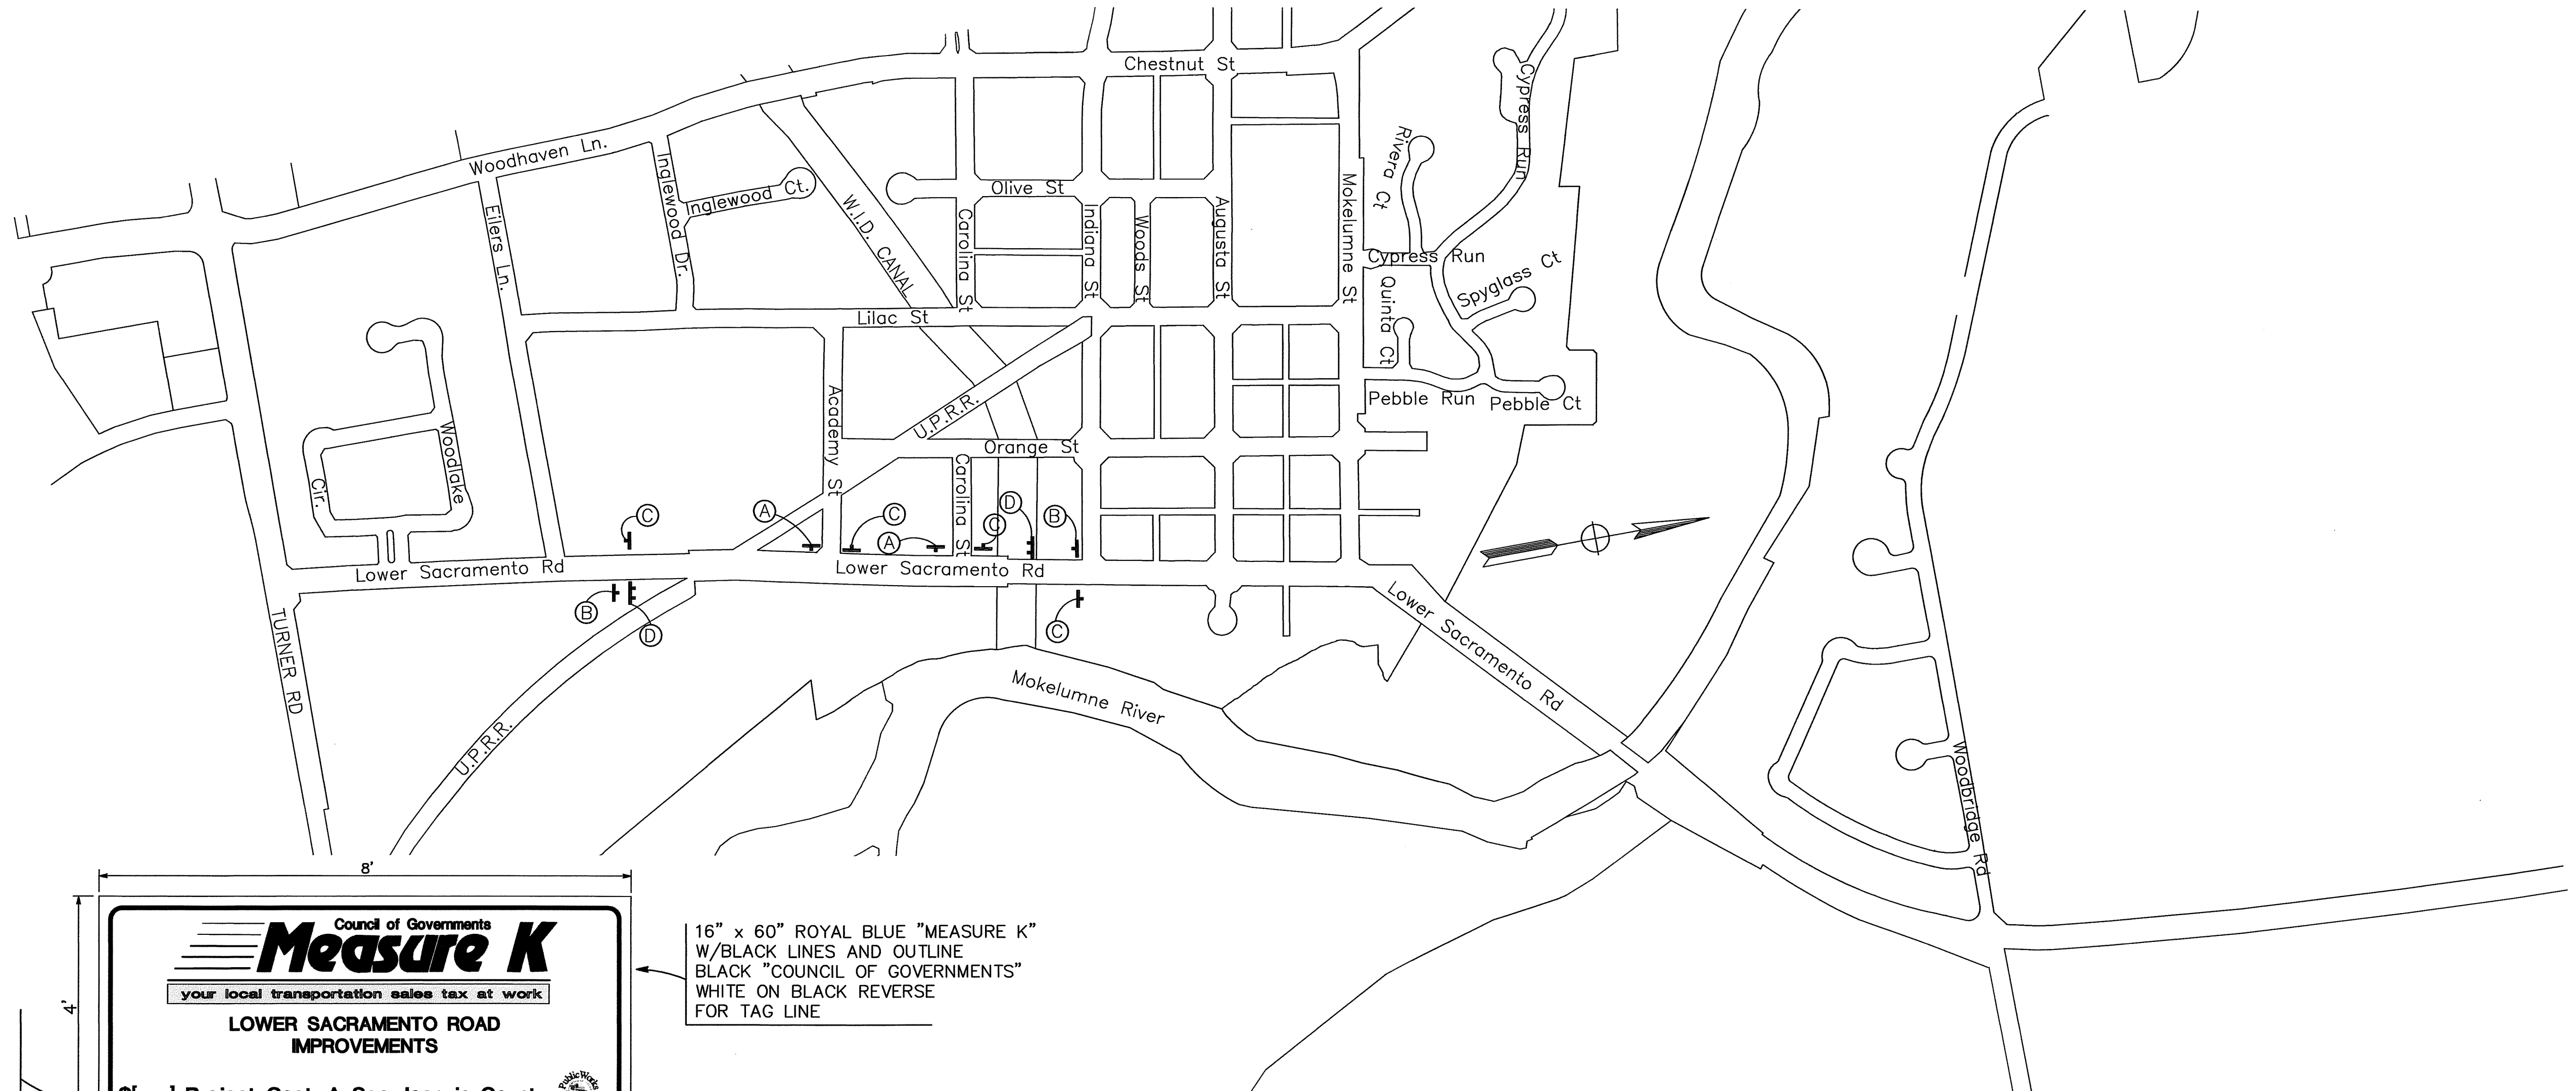 Chestnut St
Woodhaven Ln.
Cypress Run
Rivera Ct
Inglewood Dr.
Inglewood Ct.
W.I.D. CANAL
Olive St
Eilers Ln.
Carolina St
Indiana St
Woods St
Augusta St
Mokelumne St
Cypress Run
Spyglass Ct
Quinta Ct
Lilac St
Academy St
U.P.R.R.
Pebble Run
Pebble Ct
Orange St
Woodlake
Cir.
Carolina St
C
A
C
A
C
D
B
Lower Sacramento Rd
Lower Sacramento Rd
B
D
C
Lower Sacramento Rd
TURNER RD
U.P.R.R.
Mokelumne River
Woodbridge Rd
8'
4'
Council of Governments
Measure K
your local transportation sales tax at work
LOWER SACRAMENTO ROAD
IMPROVEMENTS
Public Works
16" x 60" ROYAL BLUE "MEASURE K"
W/BLACK LINES AND OUTLINE
BLACK "COUNCIL OF GOVERNMENTS"
WHITE ON BLACK REVERSE
FOR TAG LINE